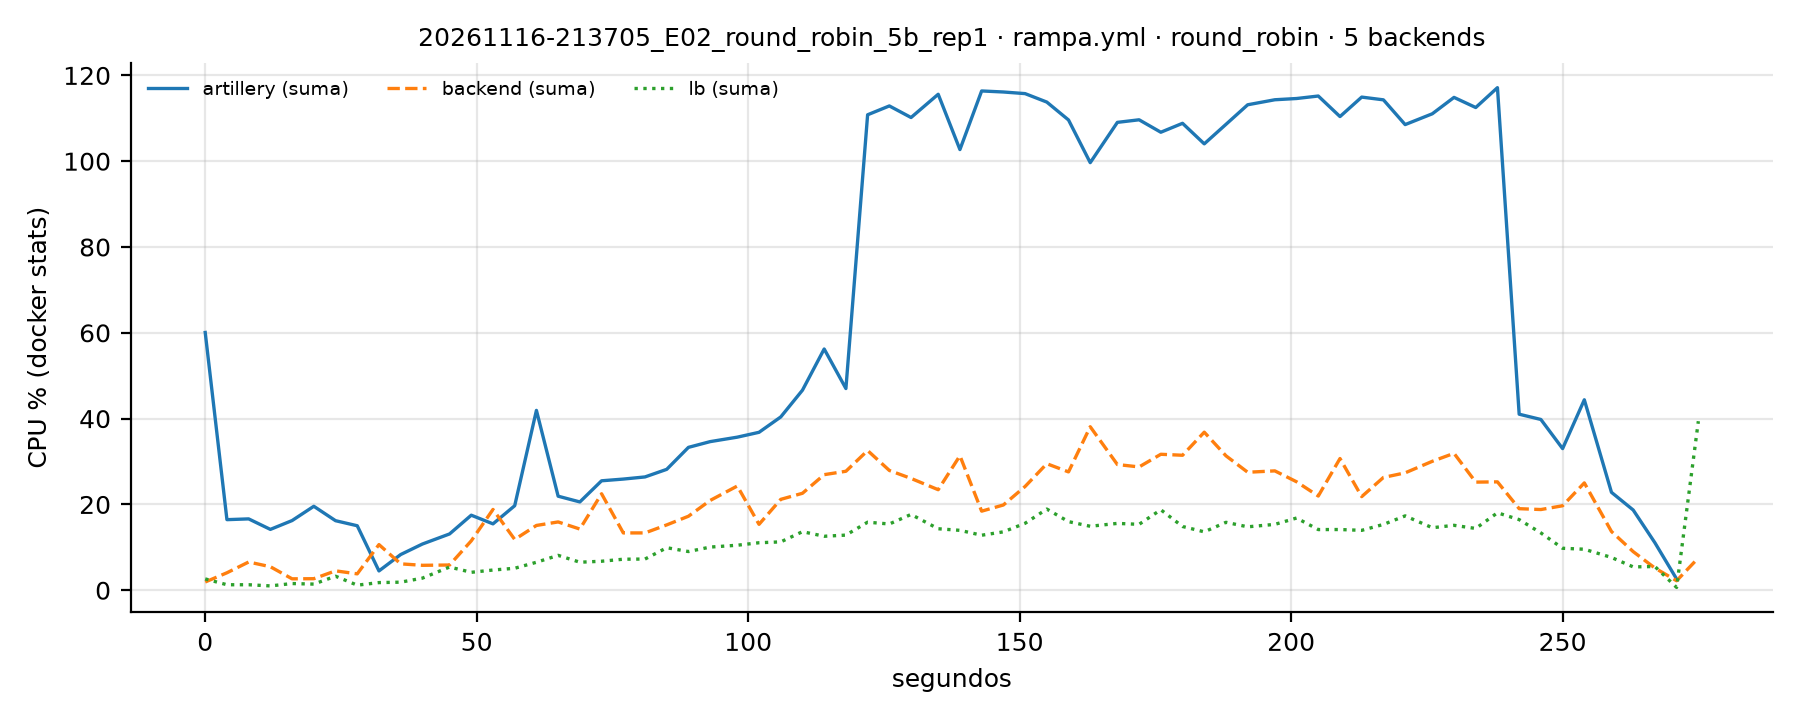 20261116-213705_E02_round_robin_5b_rep1 · rampa.yml · round_robin · 5 backends
artillery (suma) backend (suma) lb (suma)
CPU % (docker stats)
120
100
80
60
40
20
0
0 50 100 150 200 250
segundos